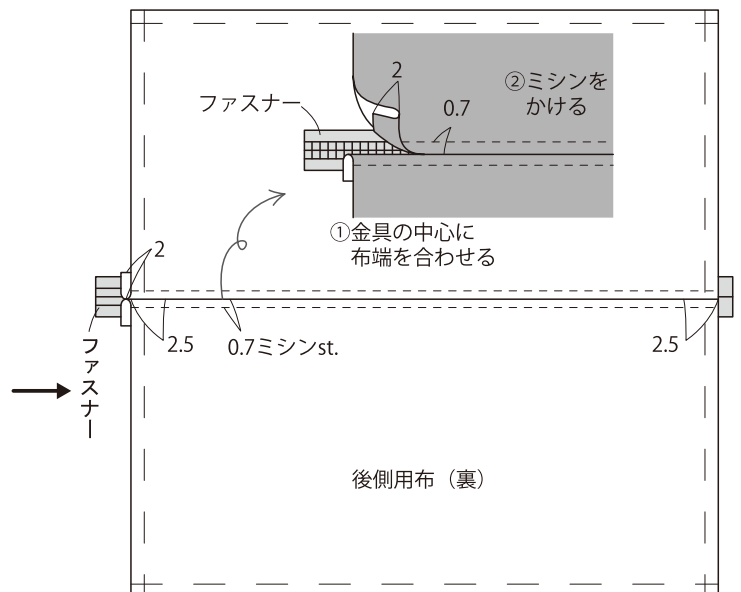 ファスナー
2
②ミシンを
かける
0.7
①金具の中心に
布端を合わせる
2
2.5
0.7ミシンst.
2.5
ファスナー
後側用布（裏）